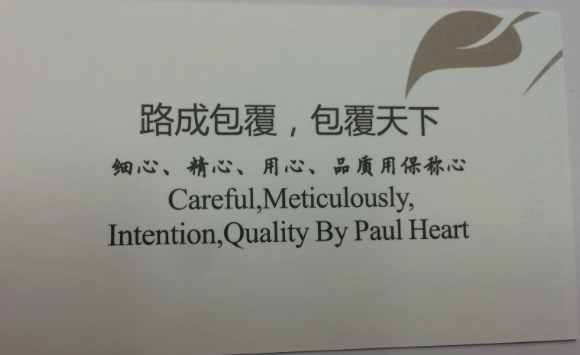 路成包覆，包覆天下
细心、精心、用心、品质用保称心
Careful,Meticulously,
Intention,Quality By Paul Heart